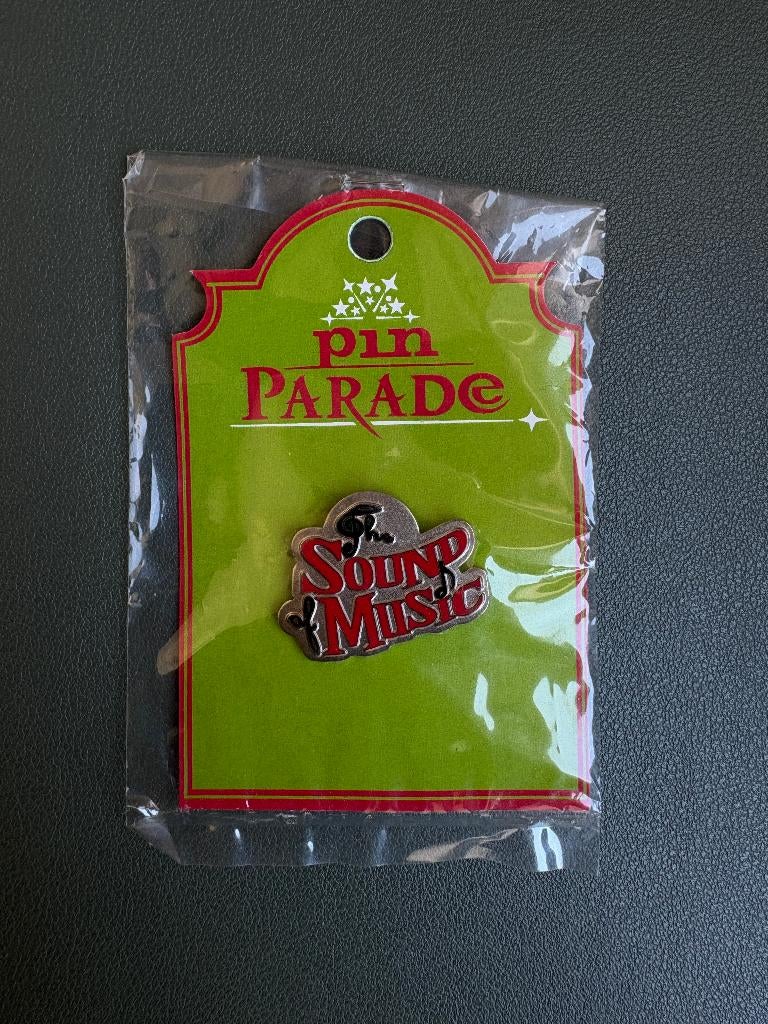 pin
PARADE
The
SOUND
of MUSIC